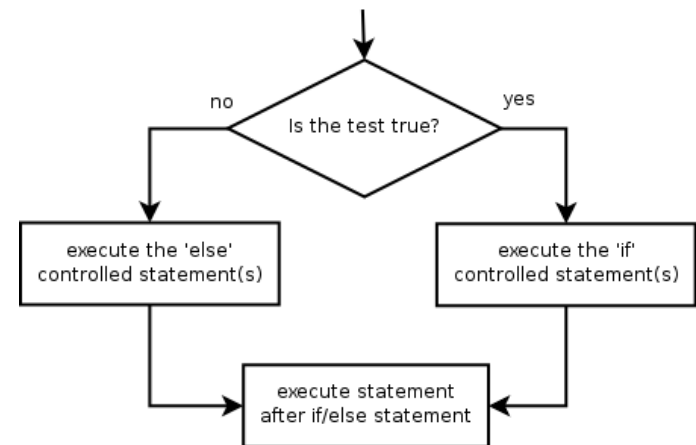 no
yes
Is the test true?
execute the 'else'
controlled statement(s)
execute the 'if'
controlled statement(s)
execute statement
after if/else statement